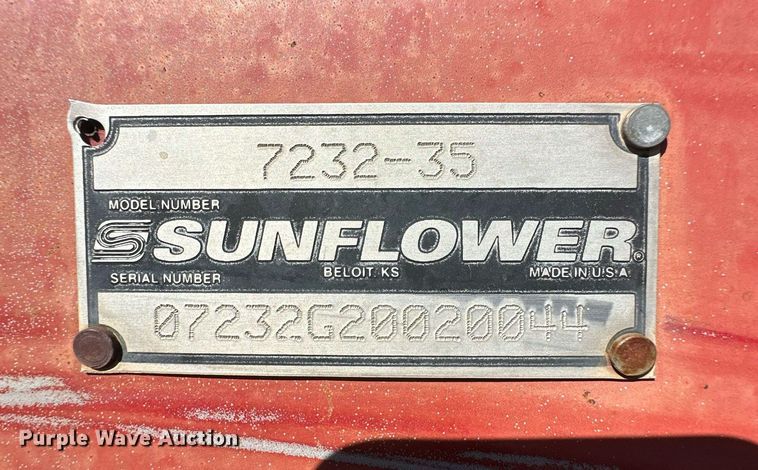 7232-35
MODEL NUMBER
SUNFLOWER®
SERIAL NUMBER BELOIT, KS MADE IN U.S.A.
07232G20020044
Purple Wave Auction